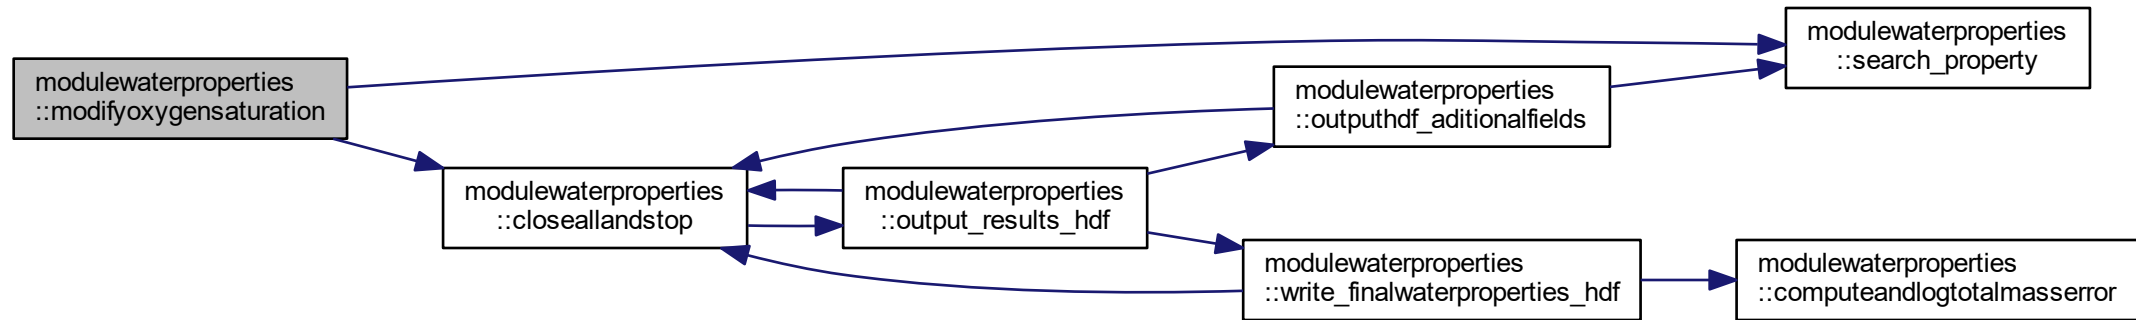 modulewaterproperties
::modifyoxygensaturation
modulewaterproperties
::closeallandstop
modulewaterproperties
::output_results_hdf
modulewaterproperties
::outputhdf_aditionalfields
modulewaterproperties
::search_property
modulewaterproperties
::write_finalwaterproperties_hdf
modulewaterproperties
::computeandlogtotalmasserror